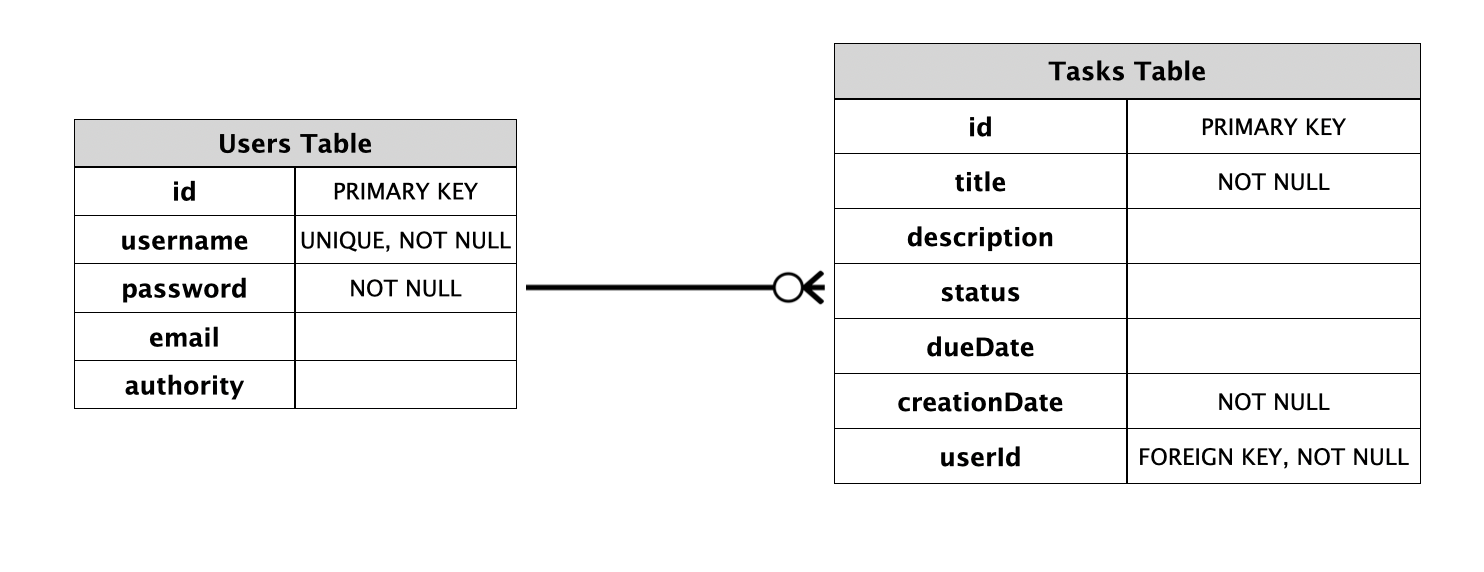 Users Table
id PRIMARY KEY
username UNIQUE, NOT NULL
password NOT NULL
email
authority
Tasks Table
id PRIMARY KEY
title NOT NULL
description
status
dueDate
creationDate NOT NULL
userId FOREIGN KEY, NOT NULL